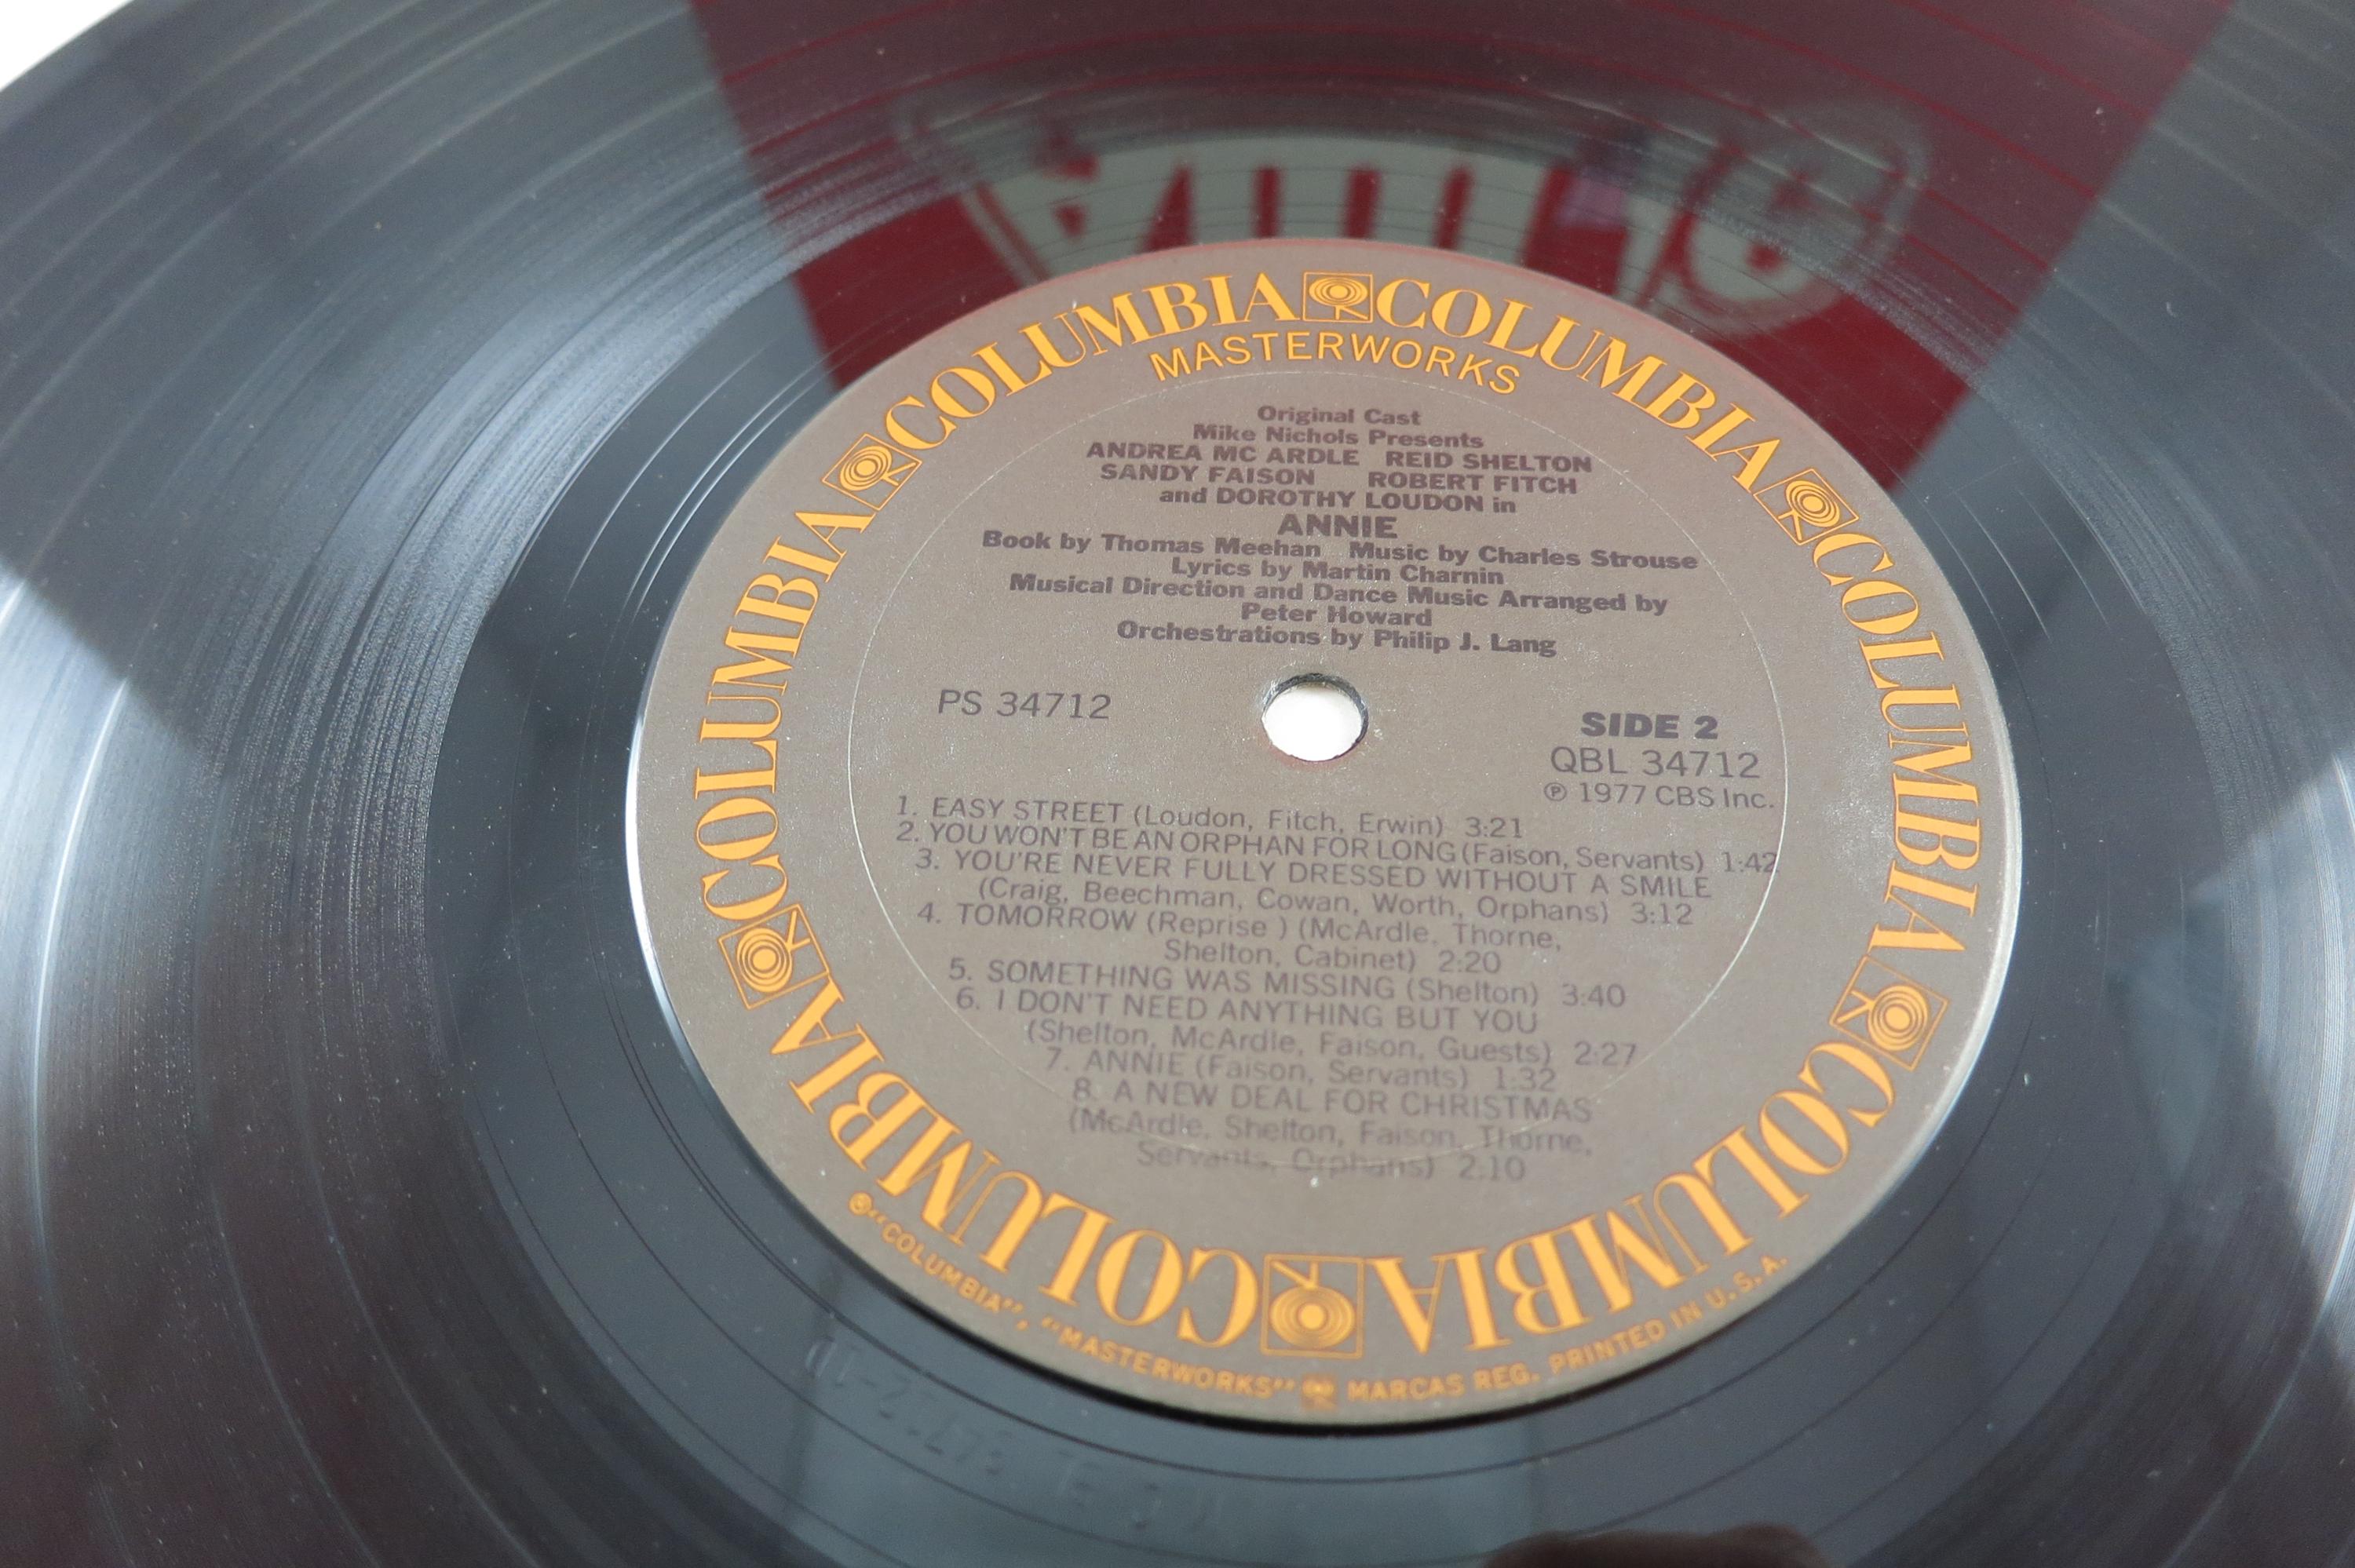 COLUMBIA COLUMBIA COLUMBIA COLUMBIA COLUMBIA COLUMBIA
MASTERWORKS
Original Cast
Mike Nichols Presents
ANDREA MC ARDLE REID SHELTON
SANDY FAISON ROBERT FITCH
and DOROTHY LOUDON in
ANNIE
Book by Thomas Meehan Music by Charles Strouse
Lyrics by Martin Charnin
Musical Direction and Dance Music Arranged by
Peter Howard
Orchestrations by Philip J. Lang
PS 34712
SIDE 2
QBL 34712
℗ 1977 CBS Inc.
1. EASY STREET (Loudon, Fitch, Erwin) 3:21
2. YOU WON'T BE AN ORPHAN FOR LONG (Faison, Servants) 1:42
3. YOU'RE NEVER FULLY DRESSED WITHOUT A SMILE
(Craig, Beechman, Cowan, Worth, Orphans) 3:12
4. TOMORROW (Reprise ) (McArdle, Thorne,
Shelton, Cabinet) 2:20
5. SOMETHING WAS MISSING (Shelton) 3:40
6. I DON'T NEED ANYTHING BUT YOU
(Shelton, McArdle, Faison, Guests) 2:27
7. ANNIE (Faison, Servants) 1:32
8. A NEW DEAL FOR CHRISTMAS
(McArdle, Shelton, Faison, Thorne,
Servants, Orphans) 2:10
® "COLUMBIA", "MASTERWORKS" MARCAS REG. PRINTED IN U.S.A.